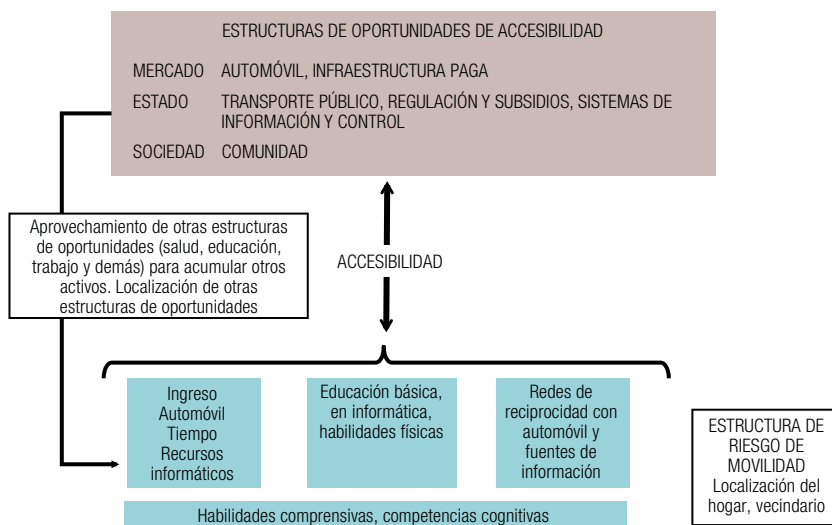 ESTRUCTURAS DE OPORTUNIDADES DE ACCESIBILIDAD
MERCADO AUTOMÓVIL, INFRAESTRUCTURA PAGA
ESTADO TRANSPORTE PÚBLICO, REGULACIÓN Y SUBSIDIOS, SISTEMAS DE
INFORMACIÓN Y CONTROL
SOCIEDAD COMUNIDAD
Aprovechamiento de otras estructuras
de oportunidades (salud, educación,
trabajo y demás) para acumular otros
activos. Localización de otras
estructuras de oportunidades
ACCESIBILIDAD
Ingreso
Automóvil
Tiempo
Recursos
informáticos
Educación básica,
en informática,
habilidades físicas
Redes de
reciprocidad con
automóvil y
fuentes de
información
ESTRUCTURA DE
RIESGO DE
MOVILIDAD
Localización del
hogar, vecindario
Habilidades comprensivas, competencias cognitivas